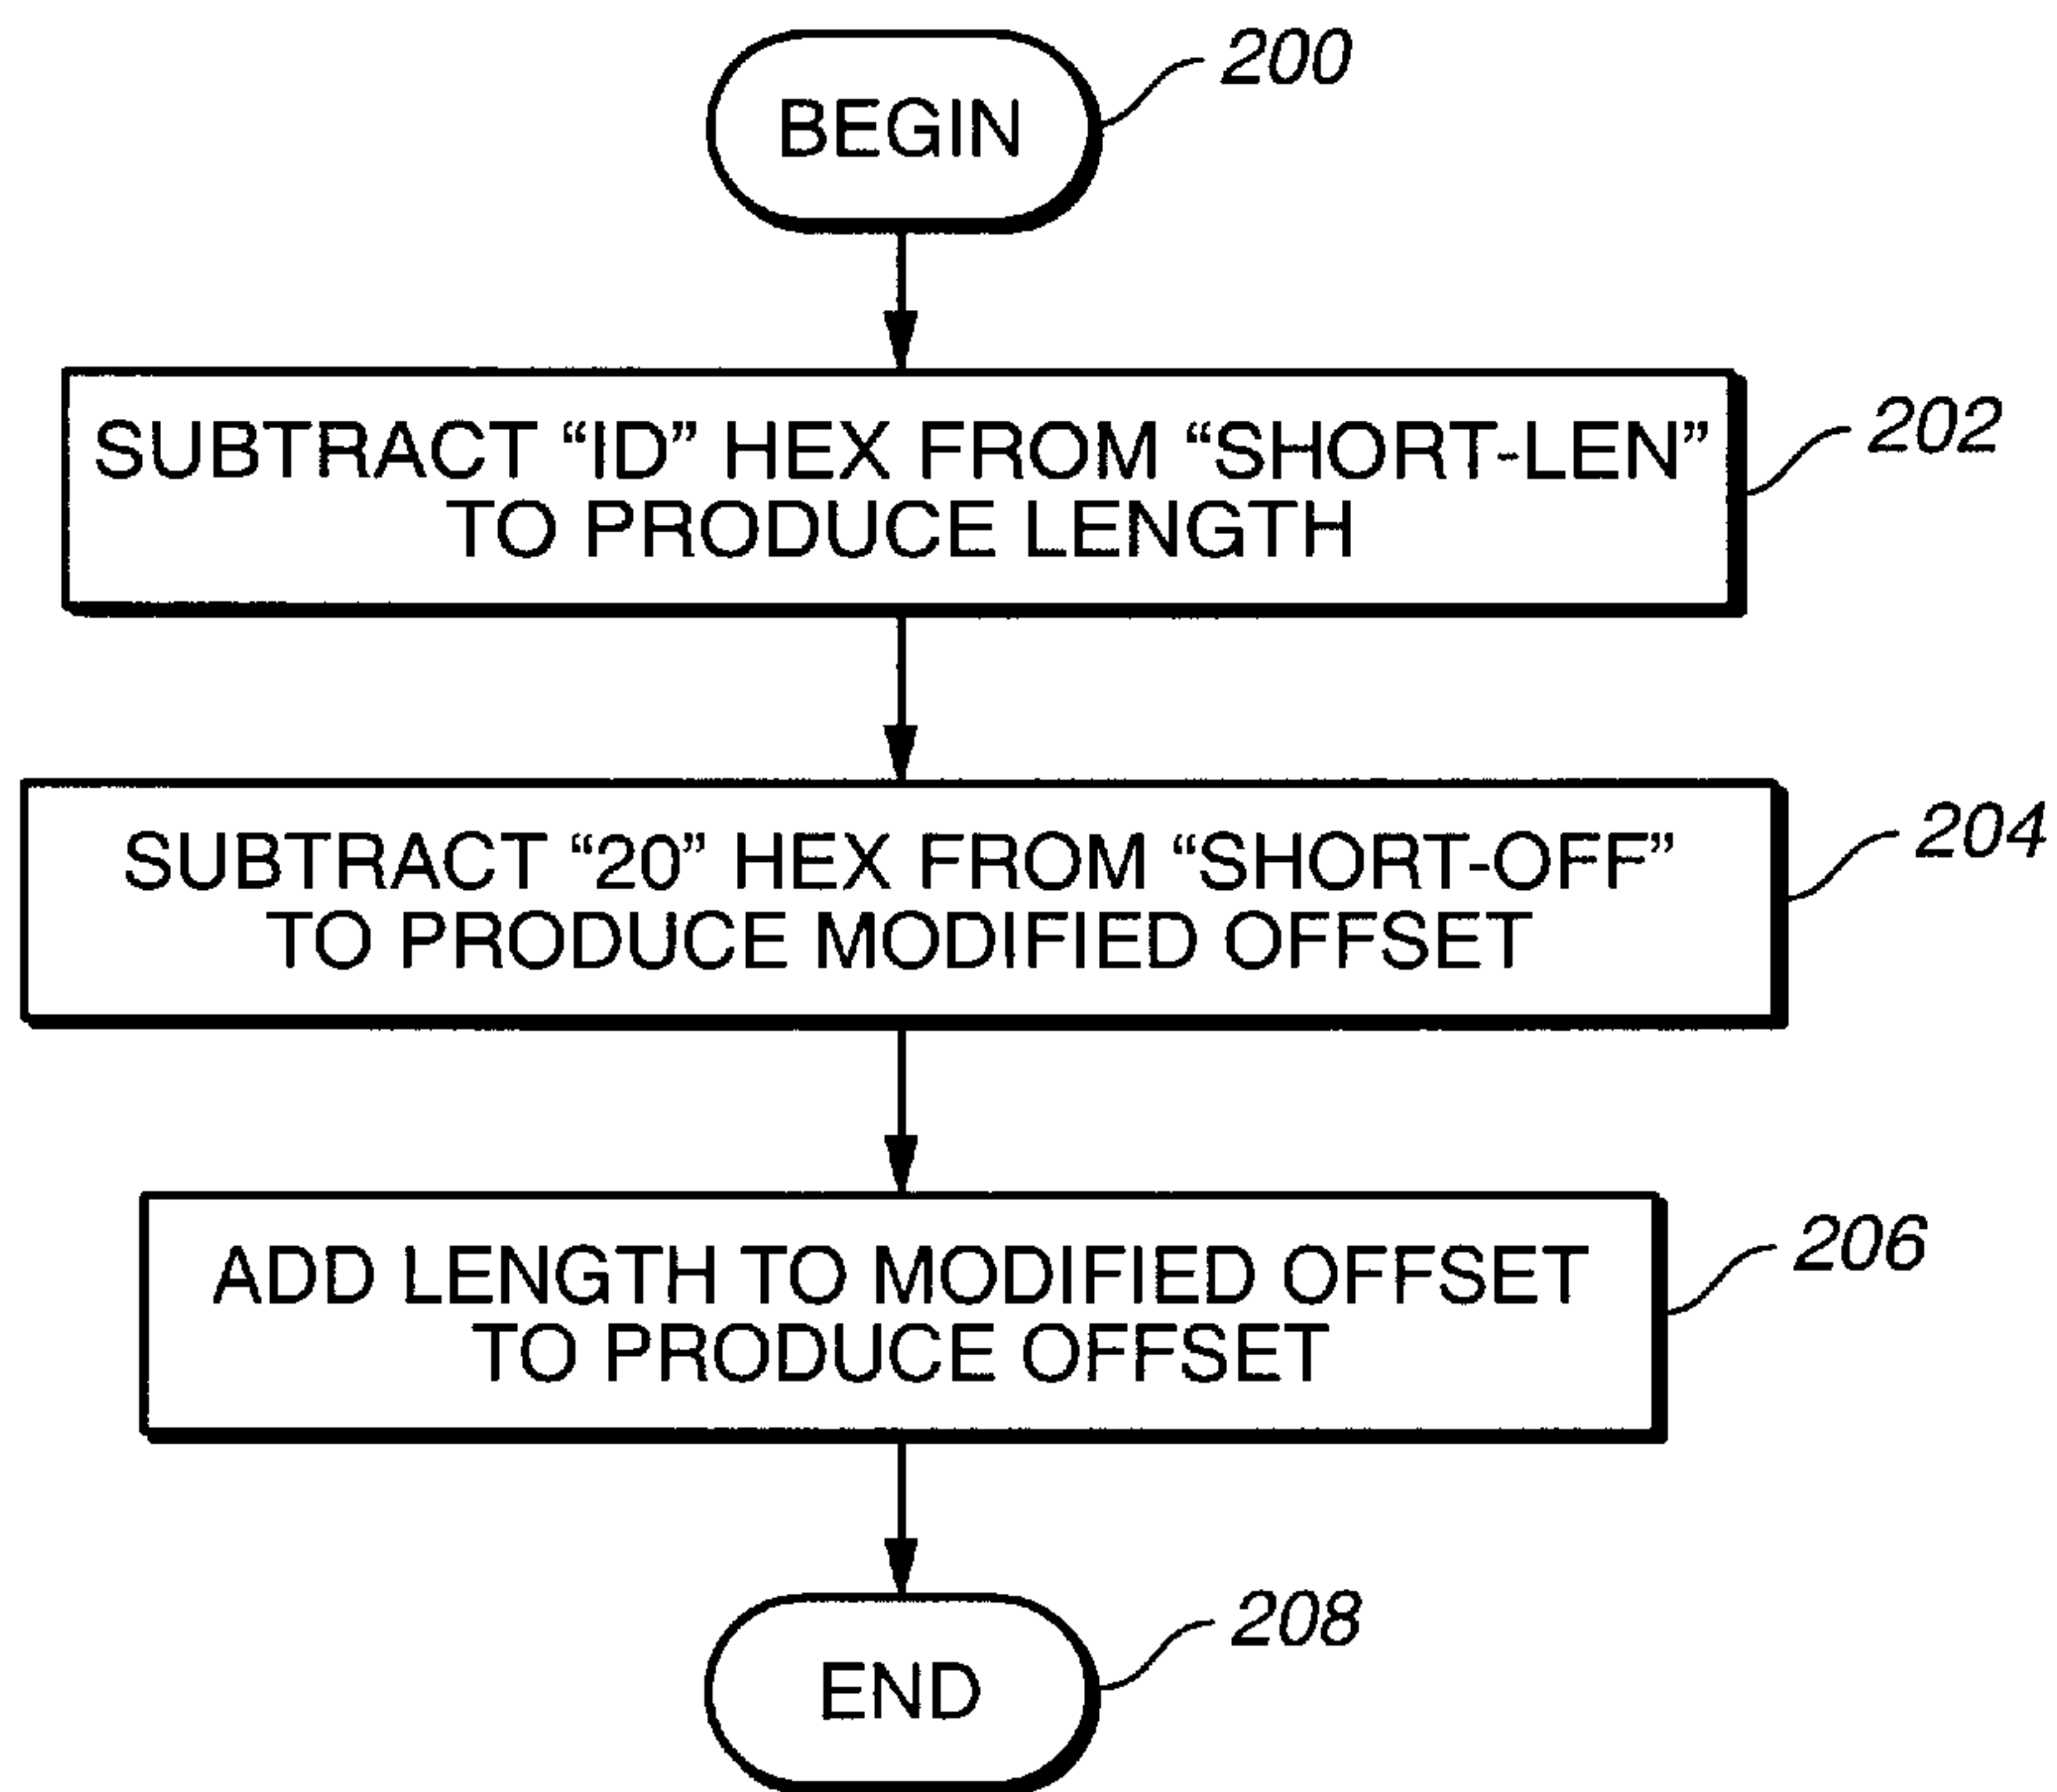 BEGIN
200
SUBTRACT “ID” HEX FROM “SHORT-LEN”
TO PRODUCE LENGTH
202
SUBTRACT “20” HEX FROM “SHORT-OFF”
TO PRODUCE MODIFIED OFFSET
204
ADD LENGTH TO MODIFIED OFFSET
TO PRODUCE OFFSET
206
END
208